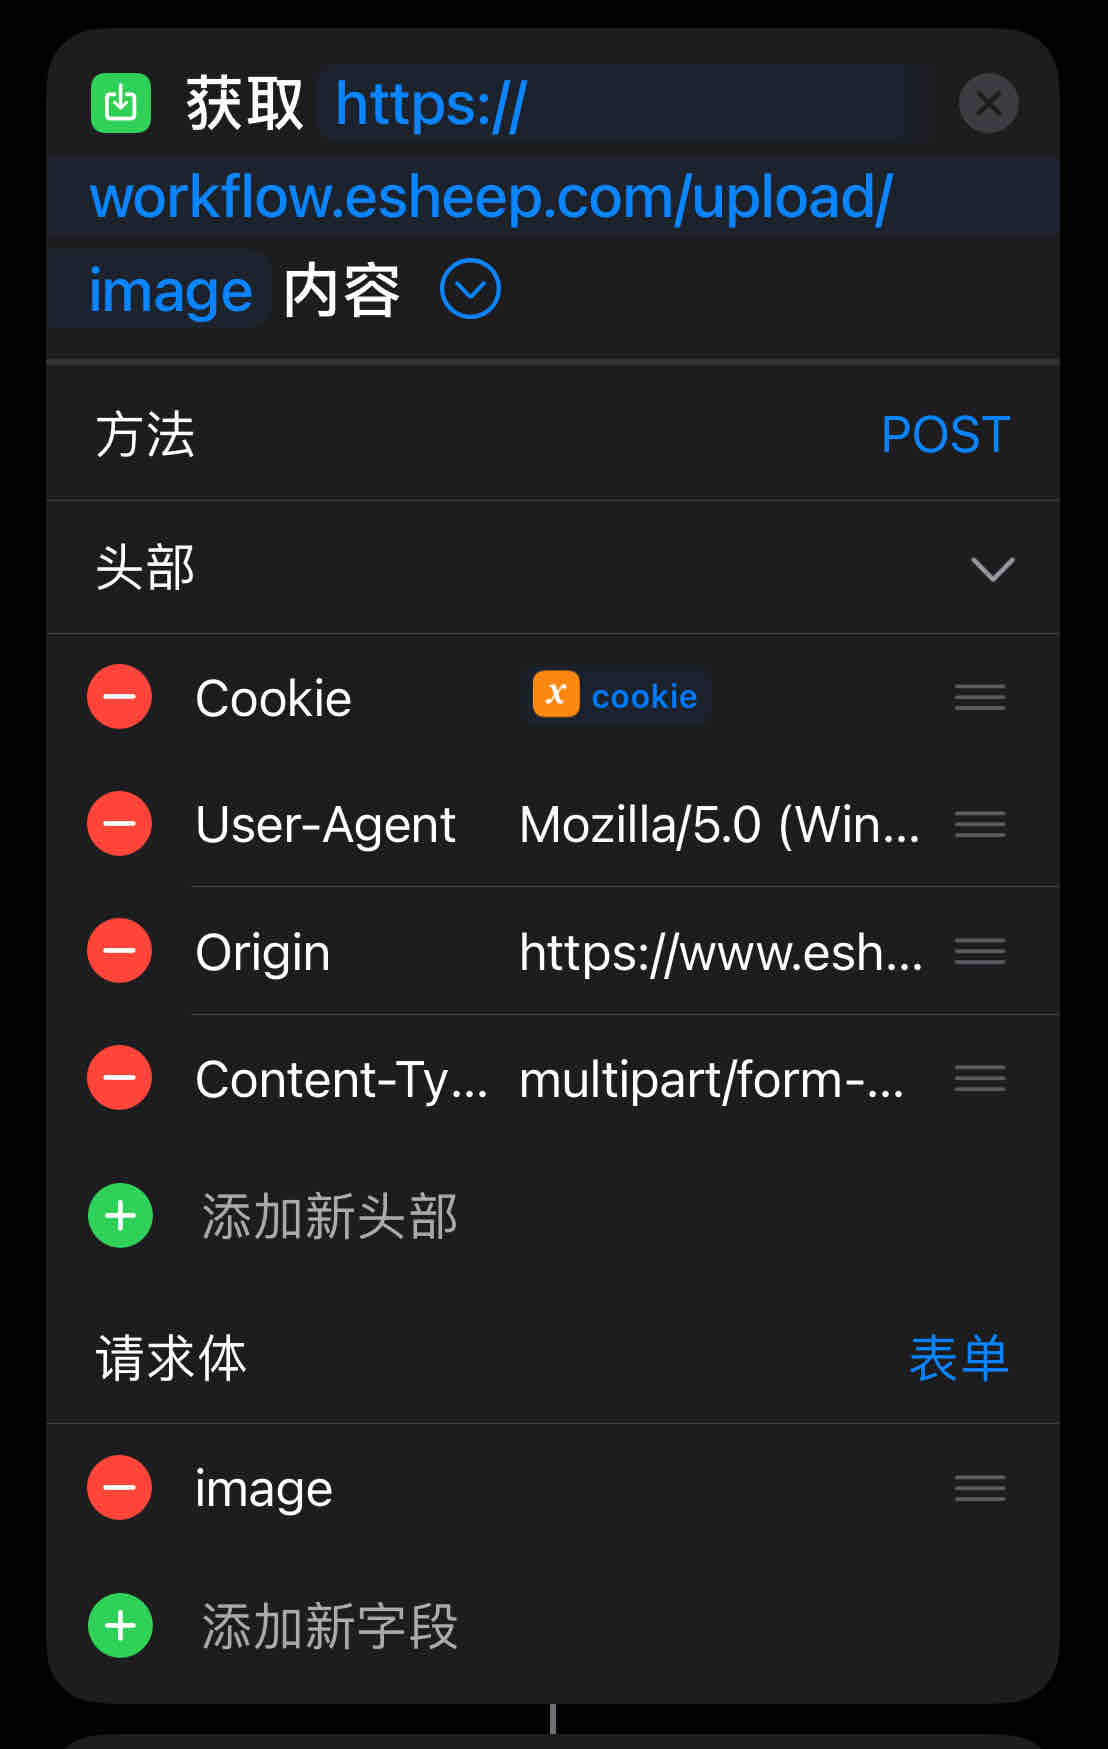 获取 https://
workflow.esheep.com/upload/
image 内容
方法 POST
头部
Cookie x cookie
User-Agent Mozilla/5.0 (Win...
Origin https://www.esh...
Content-Ty... multipart/form-...
添加新头部
请求体 表单
image
添加新字段